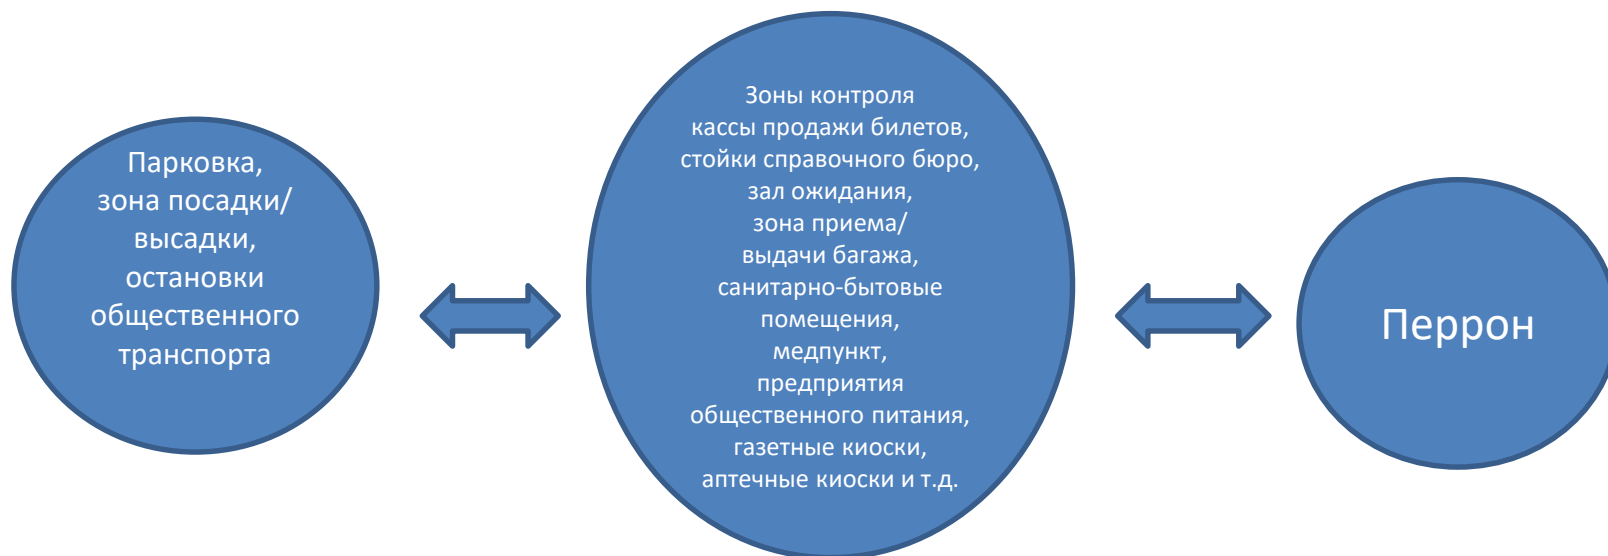 Парковка,
зона посадки/
высадки,
остановки
общественного
транспорта
Зоны контроля
кассы продажи билетов,
стойки справочного бюро,
зал ожидания,
зона приема/
выдачи багажа,
санитарно-бытовые
помещения,
медпункт,
предприятия
общественного питания,
газетные киоски,
аптечные киоски и т.д.
Перрон